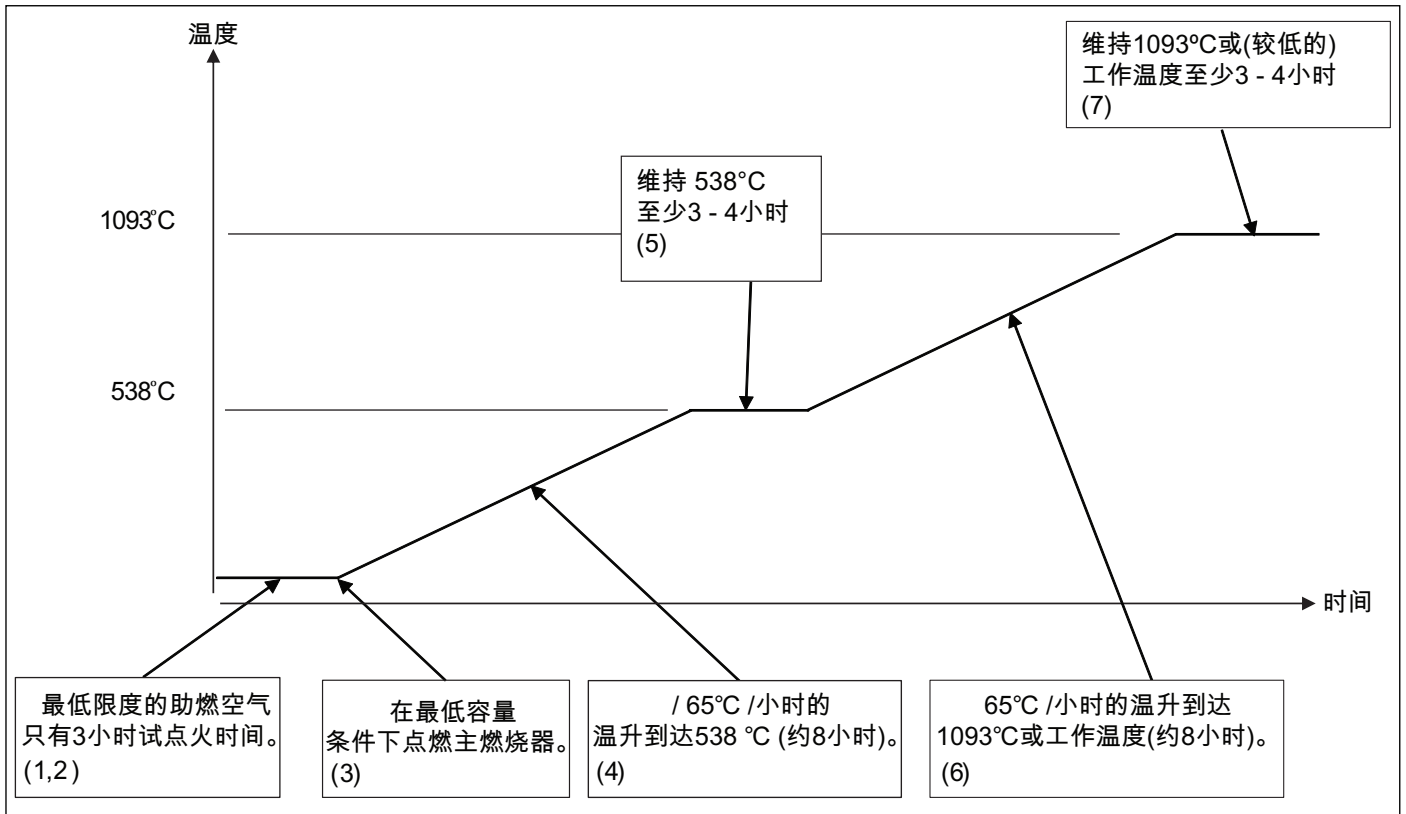 温度
维持1093ºC或(较低的)
工作温度至少3 - 4小时
(7)
维持 538°C
至少3 - 4小时
(5)
1093°C
538°C
时间
最低限度的助燃空气
只有3小时试点火时间。
(1,2)
在最低容量
条件下点燃主燃烧器。
(3)
/ 65℃ /小时的
温升到达538 ℃ (约8小时)。
(4)
65℃ /小时的温升到达
1093℃或工作温度(约8小时)。
(6)